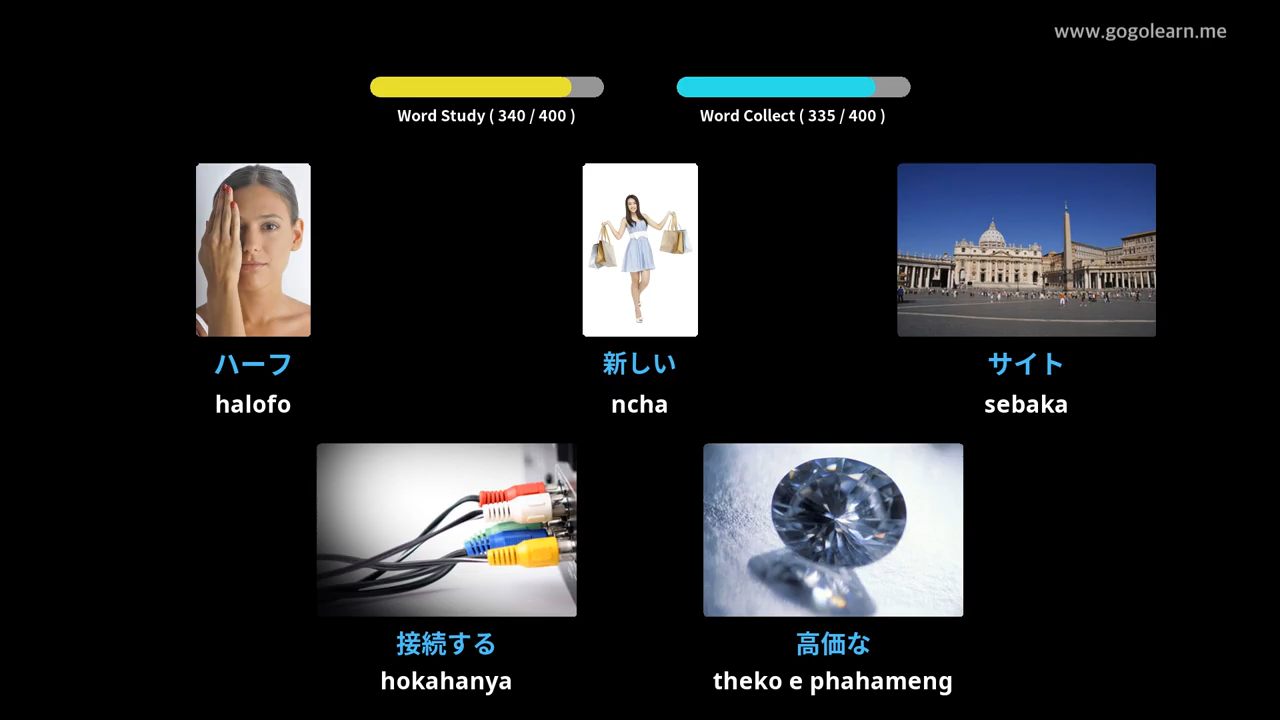 www.gogolearn.me
Word Study ( 340 / 400 )
Word Collect ( 335 / 400 )
ハーフ
halofo
新しい
ncha
サイト
sebaka
接続する
hokahanya
高価な
theko e phahameng